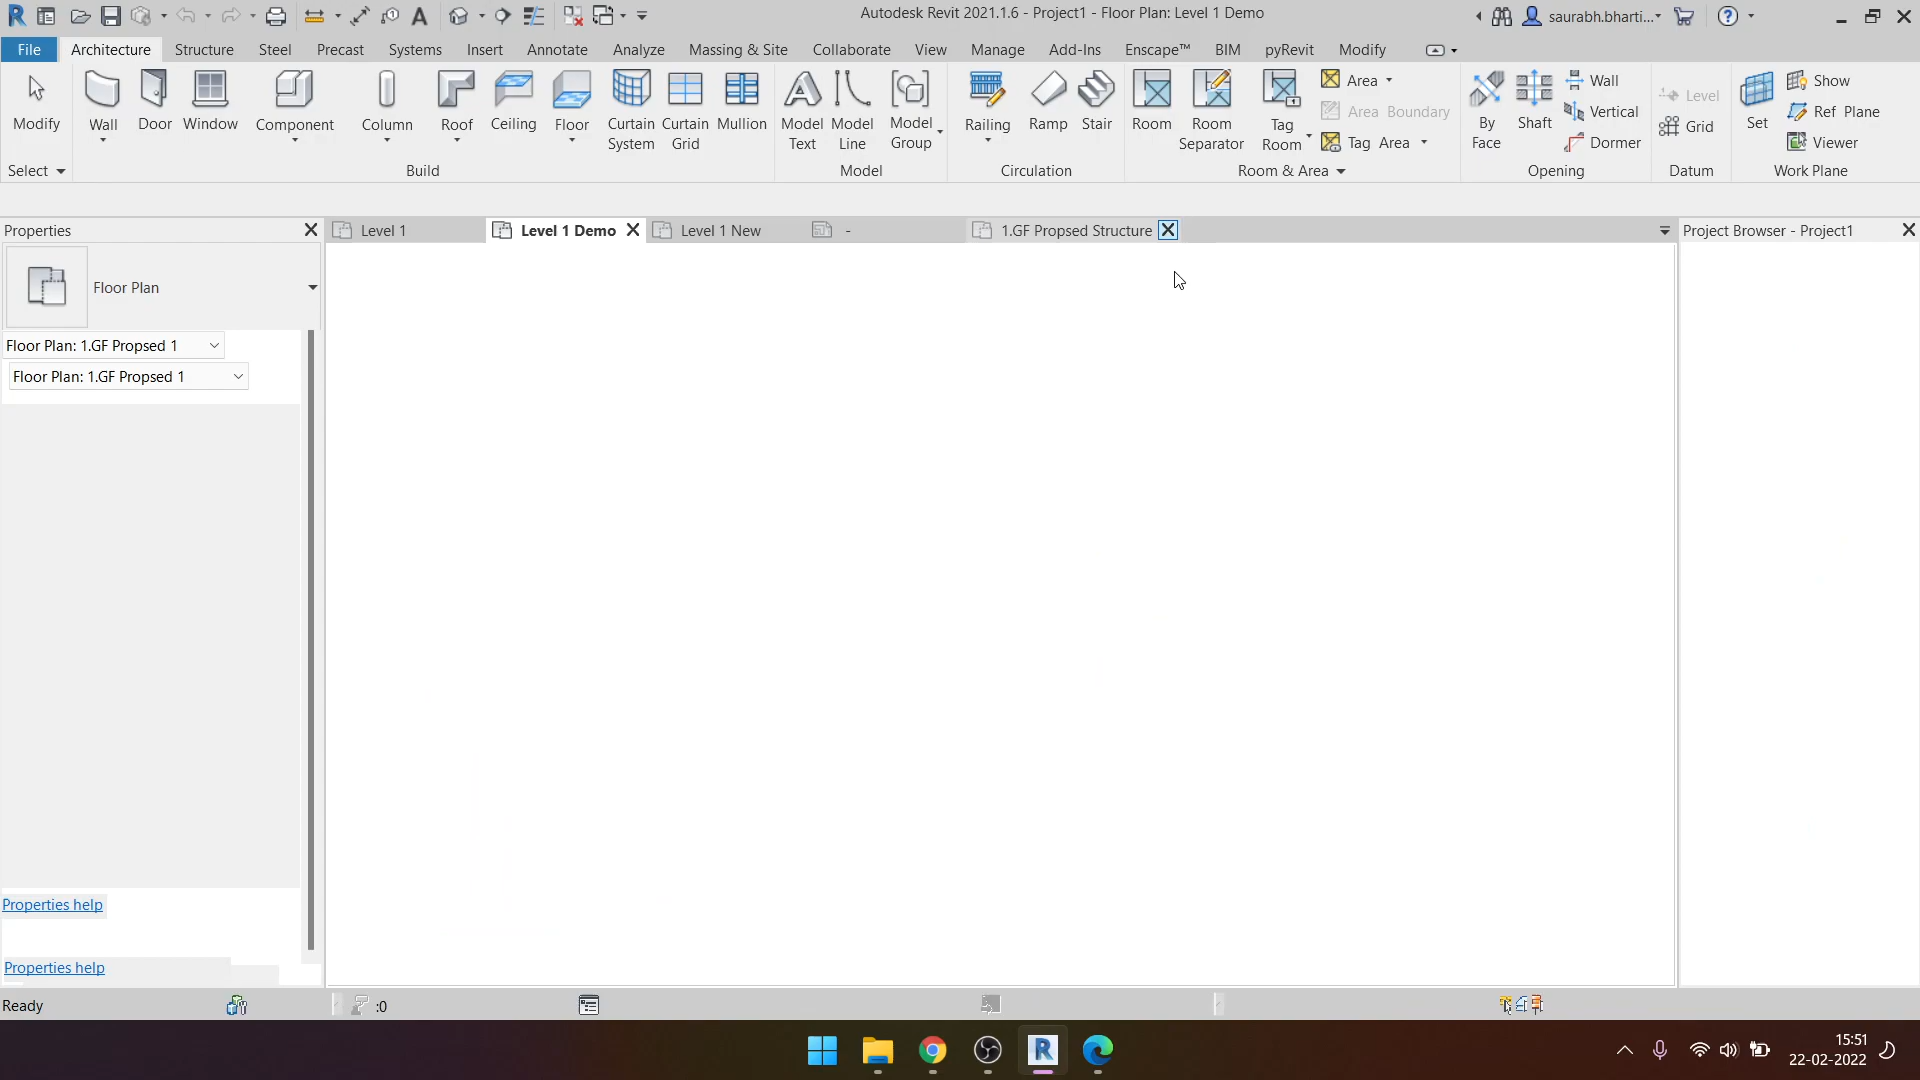 Autodesk Revit 2021.1.6 - Project1 - Floor Plan: Level 1 Demo
saurabh.bharti...
File Architecture Structure Steel Precast Systems Insert Annotate Analyze Massing & Site Collaborate View Manage Add-Ins Enscape™ BIM pyRevit Modify
Modify
Wall
Door
Window
Component
Column
Roof
Ceiling
Floor
Curtain
System
Curtain
Grid
Mullion
Model
Text
Model
Line
Model
Group
Railing
Ramp
Stair
Room
Room
Separator
Tag
Room
Area
Area Boundary
Tag Area
By
Face
Shaft
Wall
Vertical
Dormer
Level
Grid
Set
Show
Ref Plane
Viewer
Select
Build
Model
Circulation
Room & Area
Opening
Datum
Work Plane
Properties
Level 1
Level 1 Demo
Level 1 New
-
1.GF Propsed Structure
Project Browser - Project1
Floor Plan
Floor Plan: 1.GF Propsed 1
Floor Plan: 1.GF Propsed 1
Properties help
Properties help
Ready
:0
15:51
22-02-2022